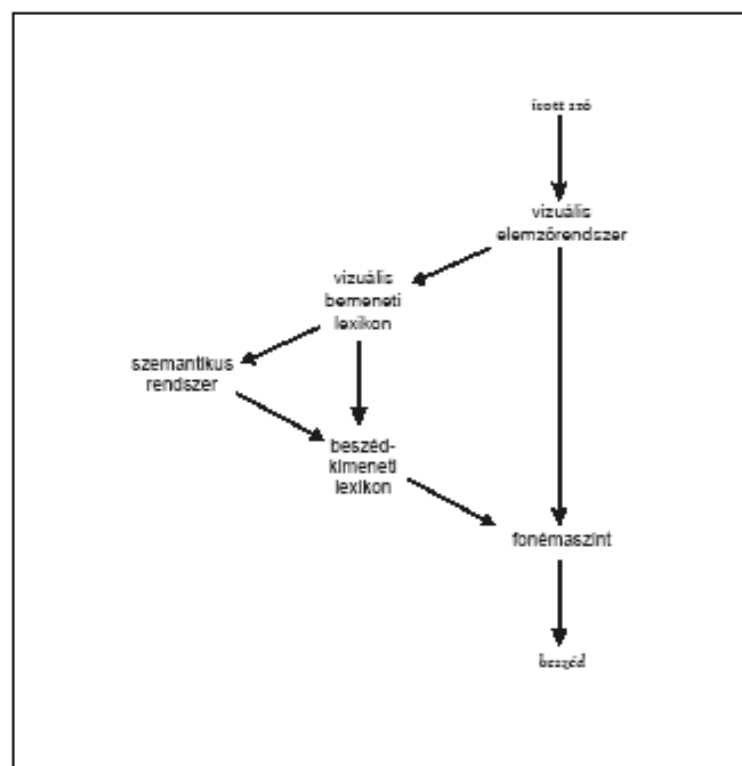 írott szó
vizuális
elemzőrendszer
vizuális
bemeneti
lexikon
szemantikus
rendszer
beszéd-
kimeneti
lexikon
fonémaszint
beszéd